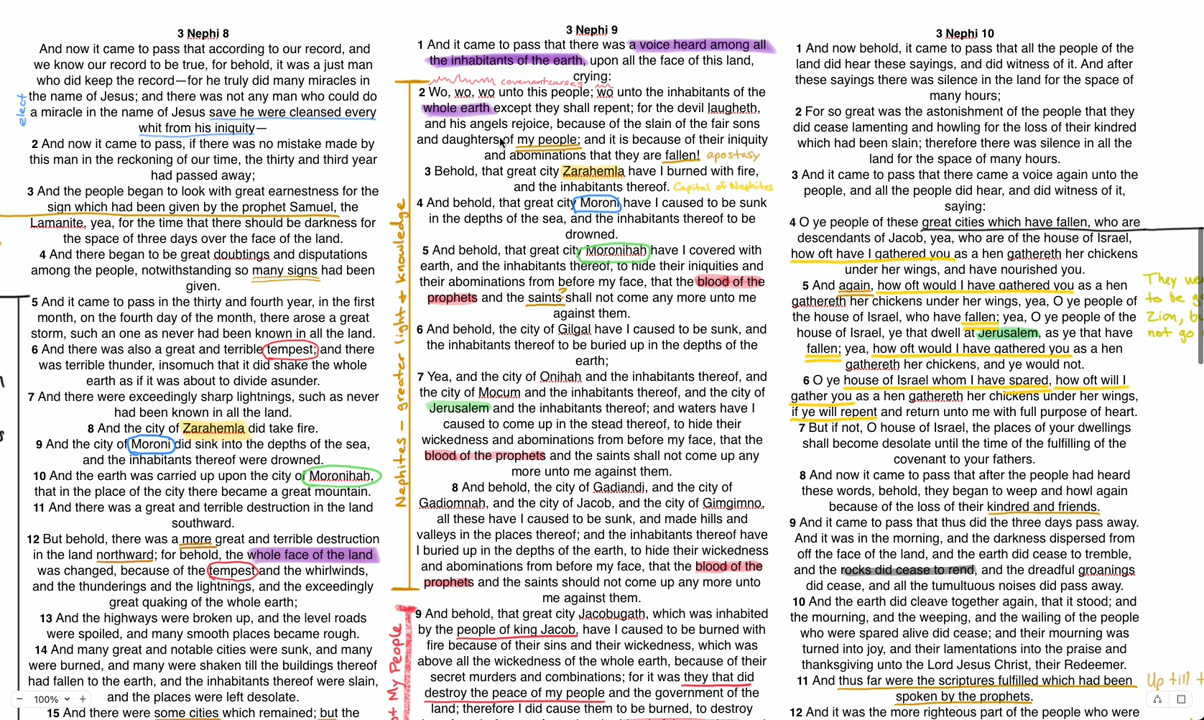 3 Nephi 8
And now it came to pass that according to our record, and
we know our record to be true, for behold, it was a just man
who did keep the record—for he truly did many miracles in
the name of Jesus; and there was not any man who could do
a miracle in the name of Jesus save he were cleansed every
whit from his iniquity—
elect
2 And now it came to pass, if there was no mistake made by
this man in the reckoning of our time, the thirty and third year
had passed away;
3 And the people began to look with great earnestness for the
sign which had been given by the prophet Samuel, the
Lamanite, yea, for the time that there should be darkness for
the space of three days over the face of the land.
4 And there began to be great doubtings and disputations
among the people, notwithstanding so many signs had been
given.
5 And it came to pass in the thirty and fourth year, in the first
month, on the fourth day of the month, there arose a great
storm, such an one as never had been known in all the land.
6 And there was also a great and terrible tempest; and there
was terrible thunder, insomuch that it did shake the whole
earth as if it was about to divide asunder.
7 And there were exceedingly sharp lightnings, such as never
had been known in all the land.
8 And the city of Zarahemla did take fire.
9 And the city of Moroni did sink into the depths of the sea,
and the inhabitants thereof were drowned.
10 And the earth was carried up upon the city of Moronihah,
that in the place of the city there became a great mountain.
11 And there was a great and terrible destruction in the land
southward.
12 But behold, there was a more great and terrible destruction
in the land northward; for behold, the whole face of the land
was changed, because of the tempest and the whirlwinds,
and the thunderings and the lightnings, and the exceedingly
great quaking of the whole earth;
13 And the highways were broken up, and the level roads
were spoiled, and many smooth places became rough.
14 And many great and notable cities were sunk, and many
were burned, and many were shaken till the buildings thereof
had fallen to the earth, and the inhabitants thereof were slain,
and the places were left desolate.
15 And there were some cities which remained; but the
100%
3 Nephi 9
1 And it came to pass that there was a voice heard among all
the inhabitants of the earth, upon all the face of this land,
crying:
covenant curse
2 Wo, wo, wo unto this people; wo unto the inhabitants of the
whole earth except they shall repent; for the devil laugheth,
and his angels rejoice, because of the slain of the fair sons
and daughters of my people; and it is because of their iniquity
and abominations that they are fallen! apostasy
3 Behold, that great city Zarahemla have I burned with fire,
and the inhabitants thereof. Capital of Nephites
4 And behold, that great city Moroni have I caused to be sunk
in the depths of the sea, and the inhabitants thereof to be
drowned.
5 And behold, that great city Moronihah have I covered with
earth, and the inhabitants thereof, to hide their iniquities and
their abominations from before my face, that the blood of the
prophets and the saints shall not come any more unto me
against them.
?
6 And behold, the city of Gilgal have I caused to be sunk, and
the inhabitants thereof to be buried up in the depths of the
earth;
7 Yea, and the city of Onihah and the inhabitants thereof, and
the city of Mocum and the inhabitants thereof, and the city of
Jerusalem and the inhabitants thereof; and waters have I
caused to come up in the stead thereof, to hide their
wickedness and abominations from before my face, that the
blood of the prophets and the saints shall not come up any
more unto me against them.
8 And behold, the city of Gadiandi, and the city of
Gadiomnah, and the city of Jacob, and the city of Gimgimno,
all these have I caused to be sunk, and made hills and
valleys in the places thereof; and the inhabitants thereof have
I buried up in the depths of the earth, to hide their wickedness
and abominations from before my face, that the blood of the
prophets and the saints should not come up any more unto
me against them.
Nephites - greater light + knowledge
9 And behold, that great city Jacobugath, which was inhabited
by the people of king Jacob, have I caused to be burned with
fire because of their sins and their wickedness, which was
above all the wickedness of the whole earth, because of their
secret murders and combinations; for it was they that did
destroy the peace of my people and the government of the
land; therefore I did cause them to be burned, to destroy
ot My People
3 Nephi 10
1 And now behold, it came to pass that all the people of the
land did hear these sayings, and did witness of it. And after
these sayings there was silence in the land for the space of
many hours;
2 For so great was the astonishment of the people that they
did cease lamenting and howling for the loss of their kindred
which had been slain; therefore there was silence in all the
land for the space of many hours.
3 And it came to pass that there came a voice again unto the
people, and all the people did hear, and did witness of it,
saying:
4 O ye people of these great cities which have fallen, who are
descendants of Jacob, yea, who are of the house of Israel,
how oft have I gathered you as a hen gathereth her chickens
under her wings, and have nourished you.
5 And again, how oft would I have gathered you as a hen
gathereth her chickens under her wings, yea, O ye people of
the house of Israel, who have fallen; yea, O ye people of the
house of Israel, ye that dwell at Jerusalem, as ye that have
fallen; yea, how oft would I have gathered you as a hen
gathereth her chickens, and ye would not.
They we
to be g
Zion, b
not go
6 O ye house of Israel whom I have spared, how oft will I
gather you as a hen gathereth her chickens under her wings,
if ye will repent and return unto me with full purpose of heart.
7 But if not, O house of Israel, the places of your dwellings
shall become desolate until the time of the fulfilling of the
covenant to your fathers.
8 And now it came to pass that after the people had heard
these words, behold, they began to weep and howl again
because of the loss of their kindred and friends.
9 And it came to pass that thus did the three days pass away.
And it was in the morning, and the darkness dispersed from
off the face of the land, and the earth did cease to tremble,
and the rocks did cease to rend, and the dreadful groanings
did cease, and all the tumultuous noises did pass away.
10 And the earth did cleave together again, that it stood; and
the mourning, and the weeping, and the wailing of the people
who were spared alive did cease; and their mourning was
turned into joy, and their lamentations into the praise and
thanksgiving unto the Lord Jesus Christ, their Redeemer.
11 And thus far were the scriptures fulfilled which had been
spoken by the prophets.
Up till t
12 And it was the more righteous part of the people who were